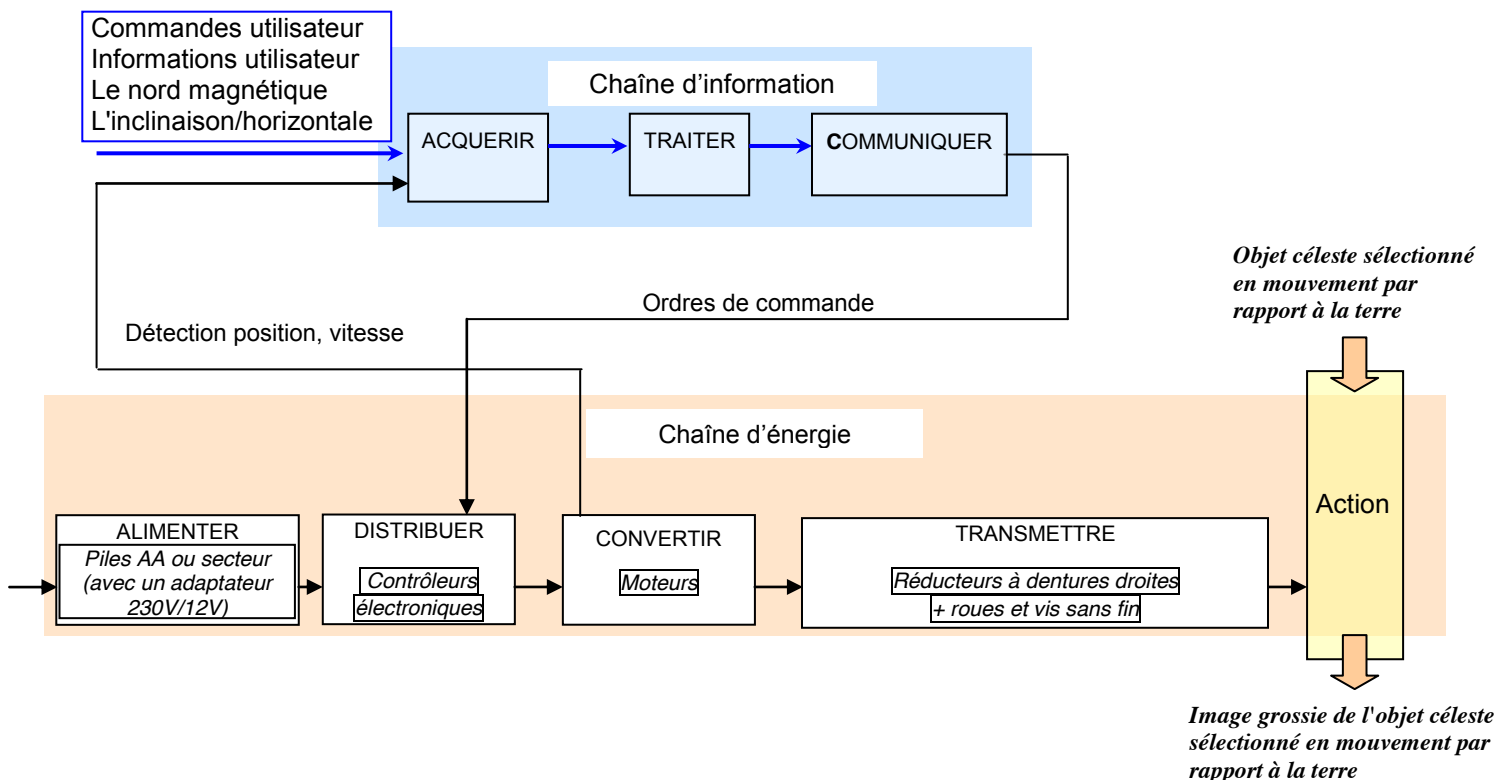 Commandes utilisateur
Informations utilisateur
Le nord magnétique
L'inclinaison/horizontale
Chaîne d'information
ACQUERIR
TRAITER
COMMUNIQUER
Objet céleste sélectionné
en mouvement par
rapport à la terre
Ordres de commande
Détection position, vitesse
Chaîne d'énergie
Action
ALIMENTER
Piles AA ou secteur
(avec un adaptateur
230V/12V)
DISTRIBUER
Contrôleurs
électroniques
CONVERTIR
Moteurs
TRANSMETTRE
Réducteurs à dentures droites
+ roues et vis sans fin
Image grossie de l'objet céleste
sélectionné en mouvement par
rapport à la terre